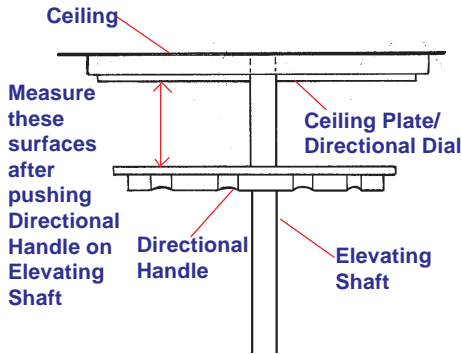 Ceiling
Measure
these
surfaces
after
pushing
Directional
Handle on
Elevating
Shaft
Ceiling Plate/
Directional Dial
Directional
Handle
Elevating
Shaft